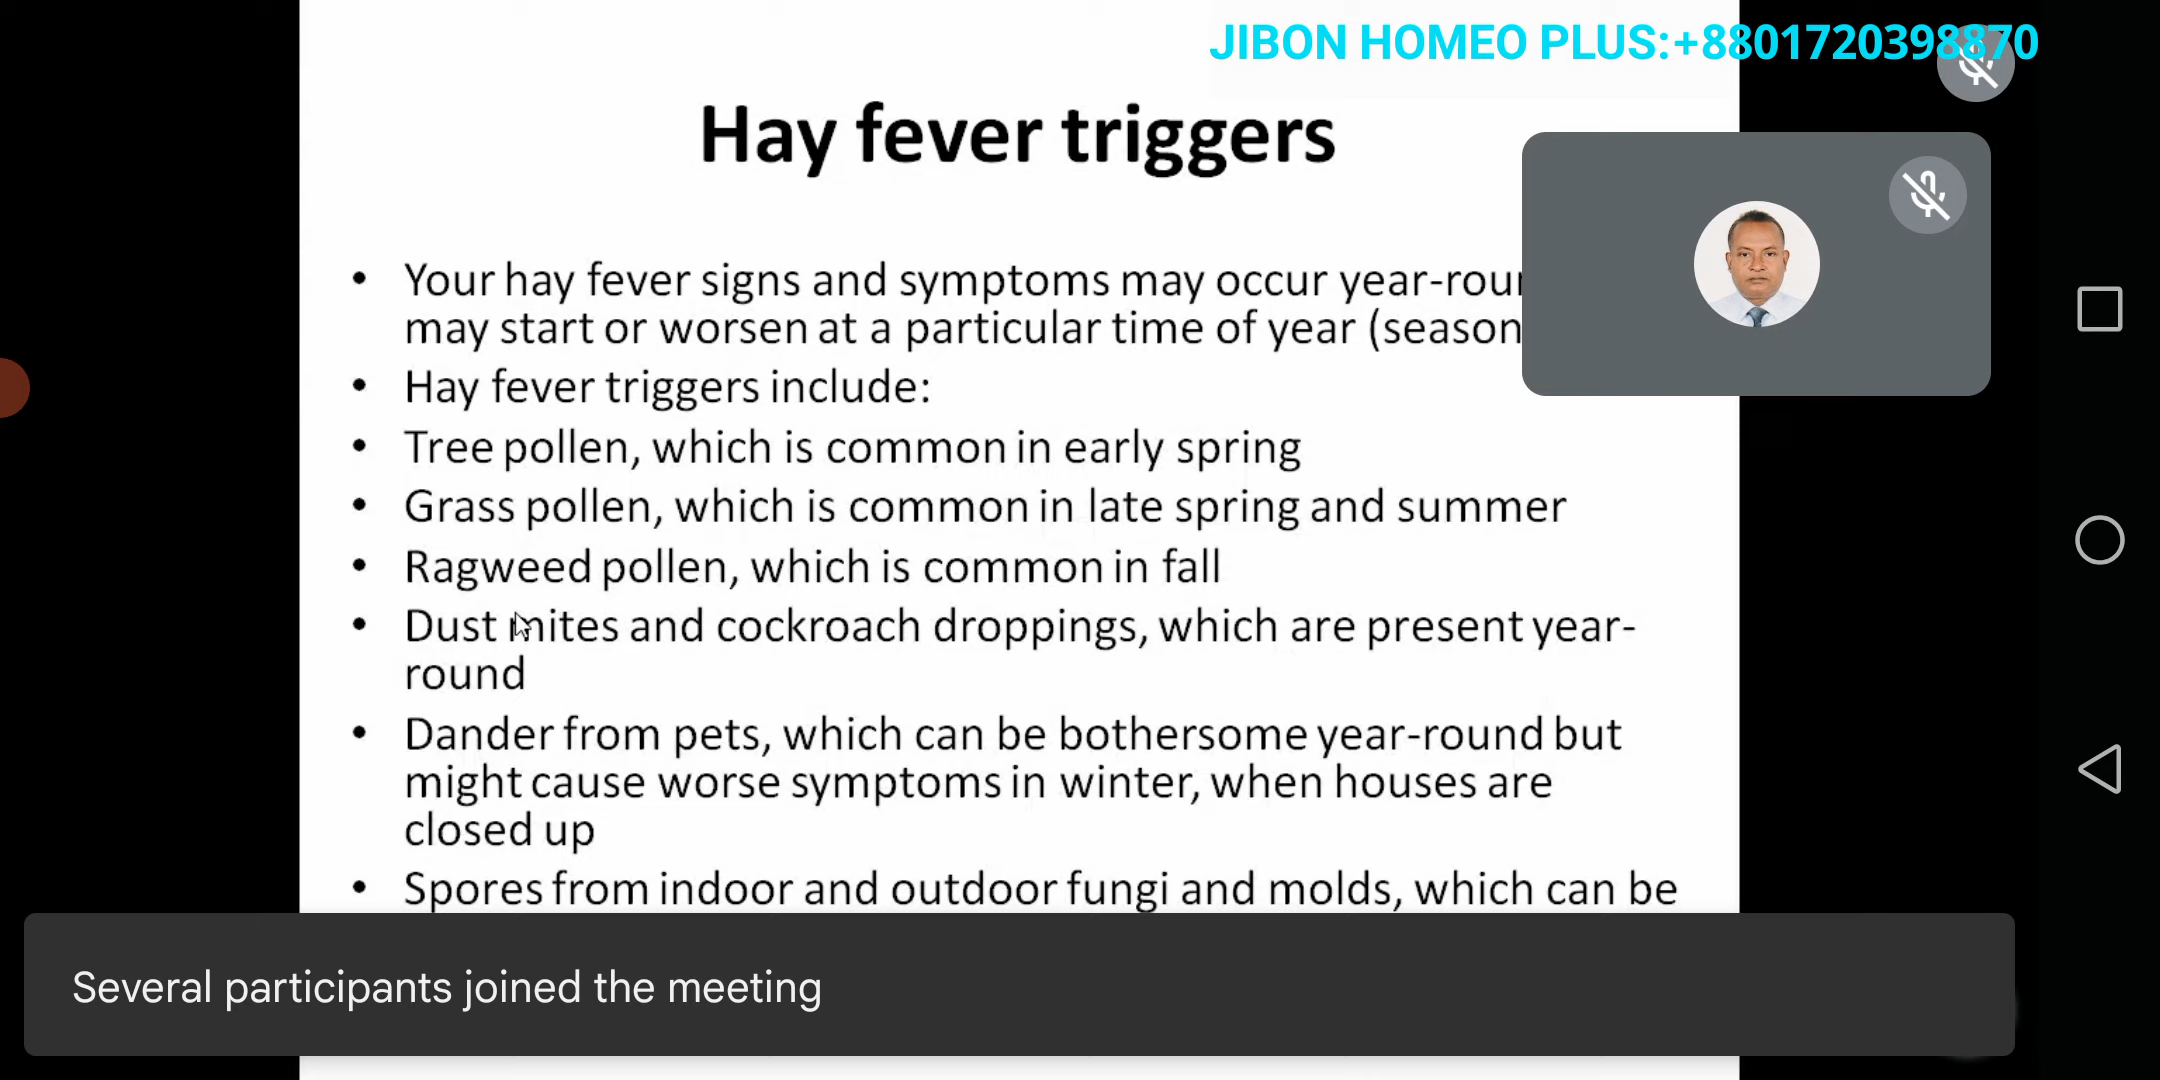 JIBON HOMEO PLUS:+8801720398870
Hay fever triggers
• Your hay fever signs and symptoms may occur year-
may start or worsen at a particular time of year
• Hay fever triggers include:
• Tree pollen, which is common in early spring
• Grass pollen, which is common in late spring and summer
• Ragweed pollen, which is common in fall
• Dust mites and cockroach droppings, which are present year-
round
• Dander from pets, which can be bothersome year-round but
might cause worse symptoms in winter, when houses are
closed up
• Spores from indoor and outdoor fungi and molds, which can be
Several participants joined the meeting